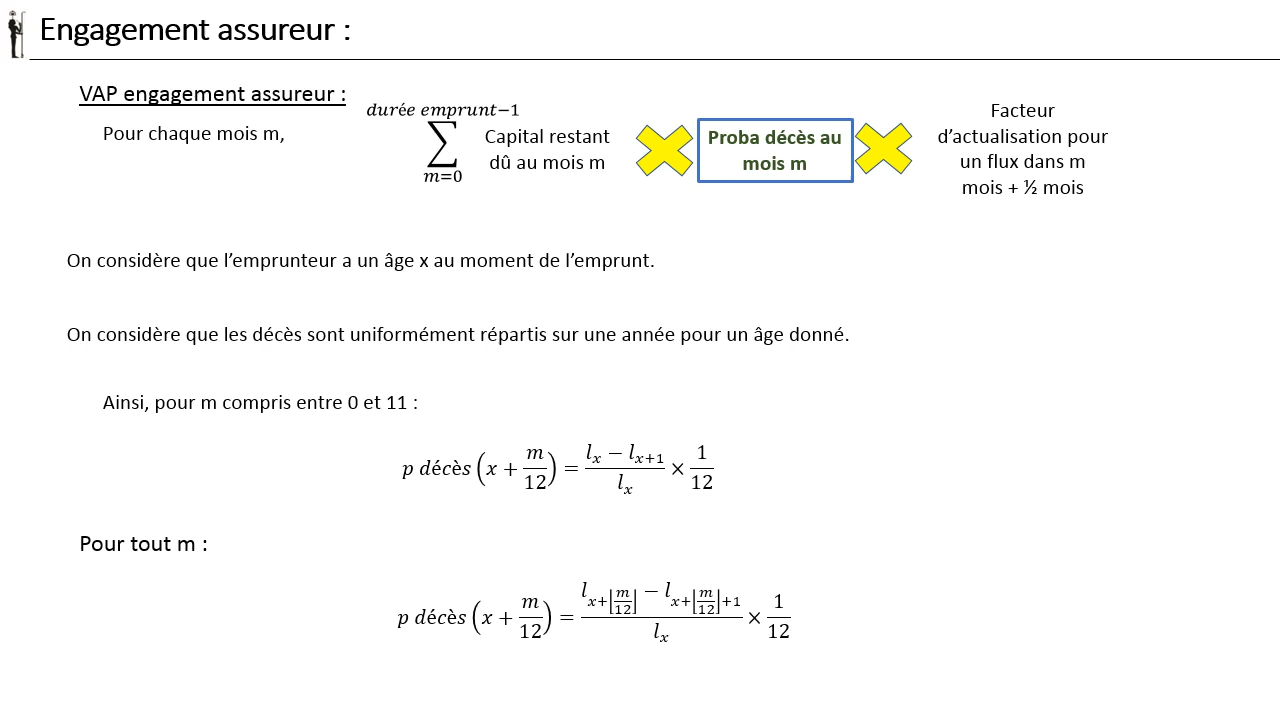 Engagement assureur :
VAP engagement assureur :
Pour chaque mois m,
durée emprunt−1
∑
m=0
Capital restant
dû au mois m
Proba décès au
mois m
Facteur
d’actualisation pour
un flux dans m
mois + ½ mois
On considère que l’emprunteur a un âge x au moment de l’emprunt.
On considère que les décès sont uniformément répartis sur une année pour un âge donné.
Ainsi, pour m compris entre 0 et 11 :
p décès (x + m/12) = (l_x − l_{x+1})/l_x × 1/12
Pour tout m :
p décès (x + m/12) = (l_{x+⌊m/12⌋} − l_{x+⌊m/12⌋+1})/l_x × 1/12